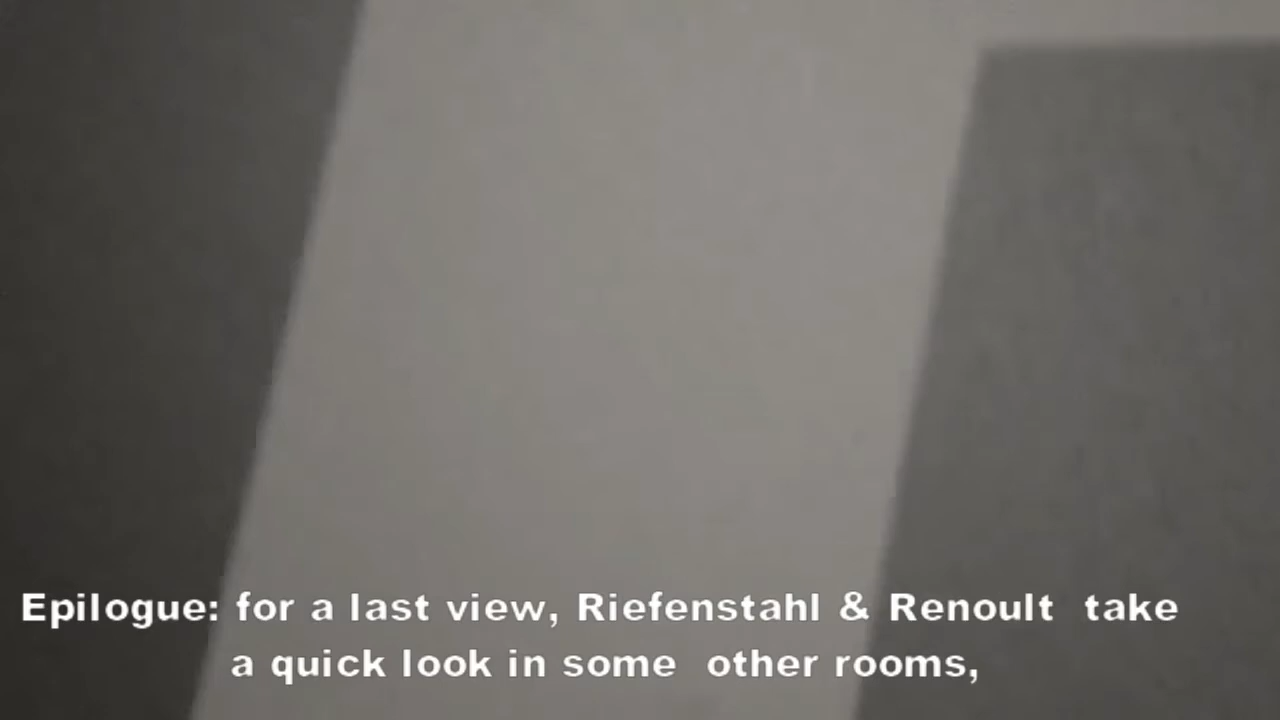 Epilogue: for a last view, Riefenstahl & Renoult  take
a quick look in some  other rooms,